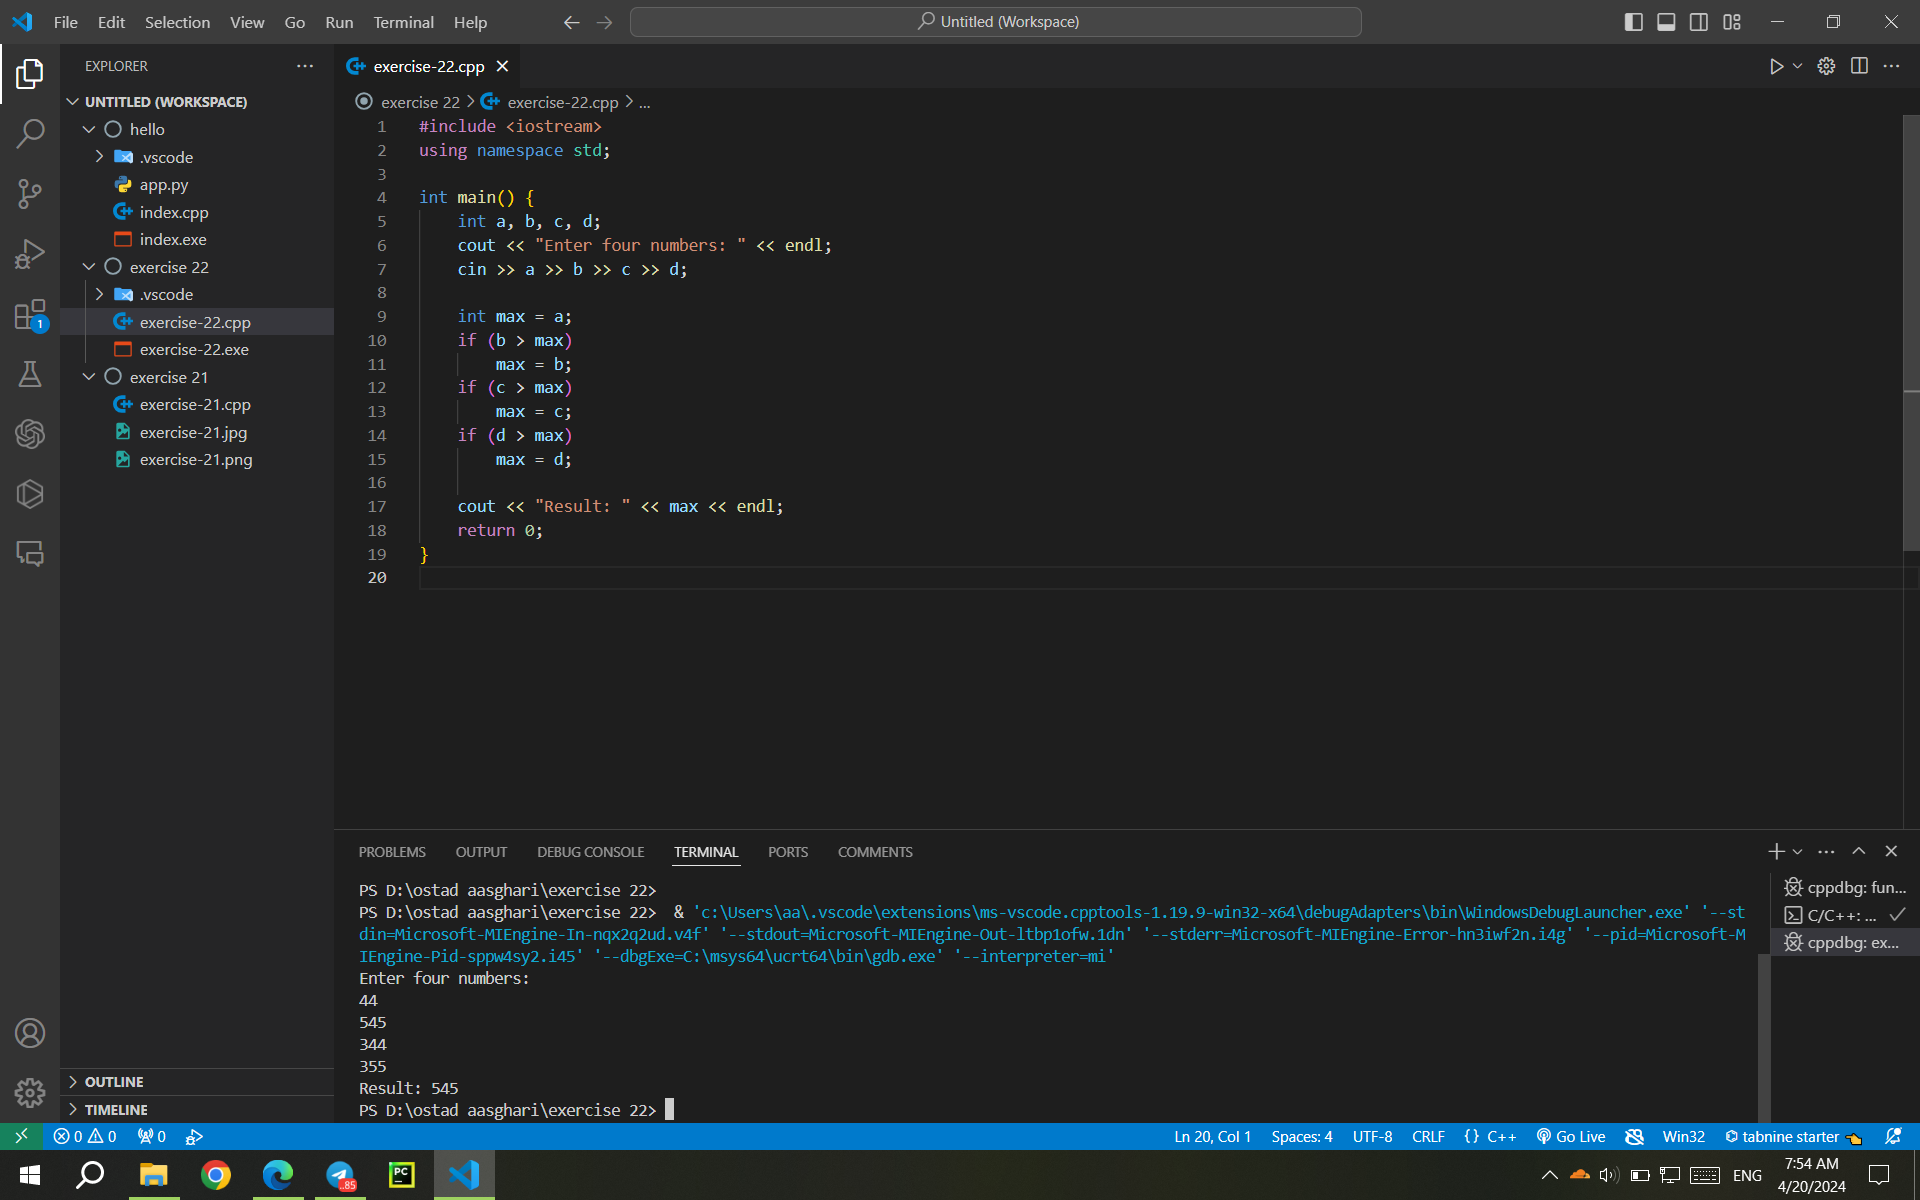 File Edit Selection View Go Run Terminal Help
Untitled (Workspace)
EXPLORER
UNTITLED (WORKSPACE)
hello
.vscode
app.py
index.cpp
index.exe
exercise 22
.vscode
exercise-22.cpp
exercise-22.exe
exercise 21
exercise-21.cpp
exercise-21.jpg
exercise-21.png
OUTLINE
TIMELINE
1
exercise-22.cpp
exercise 22 > exercise-22.cpp > ...
1 #include <iostream>
2 using namespace std;
3
4 int main() {
5 int a, b, c, d;
6 cout << "Enter four numbers: " << endl;
7 cin >> a >> b >> c >> d;
8
9 int max = a;
10 if (b > max)
11 max = b;
12 if (c > max)
13 max = c;
14 if (d > max)
15 max = d;
16
17 cout << "Result: " << max << endl;
18 return 0;
19 }
20
PROBLEMS OUTPUT DEBUG CONSOLE TERMINAL PORTS COMMENTS
PS D:\ostad aasghari\exercise 22>
PS D:\ostad aasghari\exercise 22>  & 'c:\Users\aa\.vscode\extensions\ms-vscode.cpptools-1.19.9-win32-x64\debugAdapters\bin\WindowsDebugLauncher.exe' '--st
din=Microsoft-MIEngine-In-nqx2q2ud.v4f' '--stdout=Microsoft-MIEngine-Out-ltbp1ofw.1dn' '--stderr=Microsoft-MIEngine-Error-hn3iwf2n.i4g' '--pid=Microsoft-M
IEngine-Pid-sppw4sy2.i45' '--dbgExe=C:\msys64\ucrt64\bin\gdb.exe' '--interpreter=mi'
Enter four numbers:
44
545
344
355
Result: 545
PS D:\ostad aasghari\exercise 22>
cppdbg: fun...
C/C++: ...
cppdbg: ex...
0 0 0 Ln 20, Col 1 Spaces: 4 UTF-8 CRLF {} C++ Go Live Win32 tabnine starter
..85 PC ENG 7:54 AM
4/20/2024